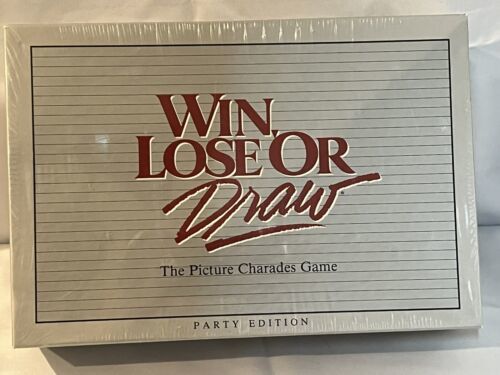 WIN,
LOSE OR
Draw
The Picture Charades Game
PARTY EDITION